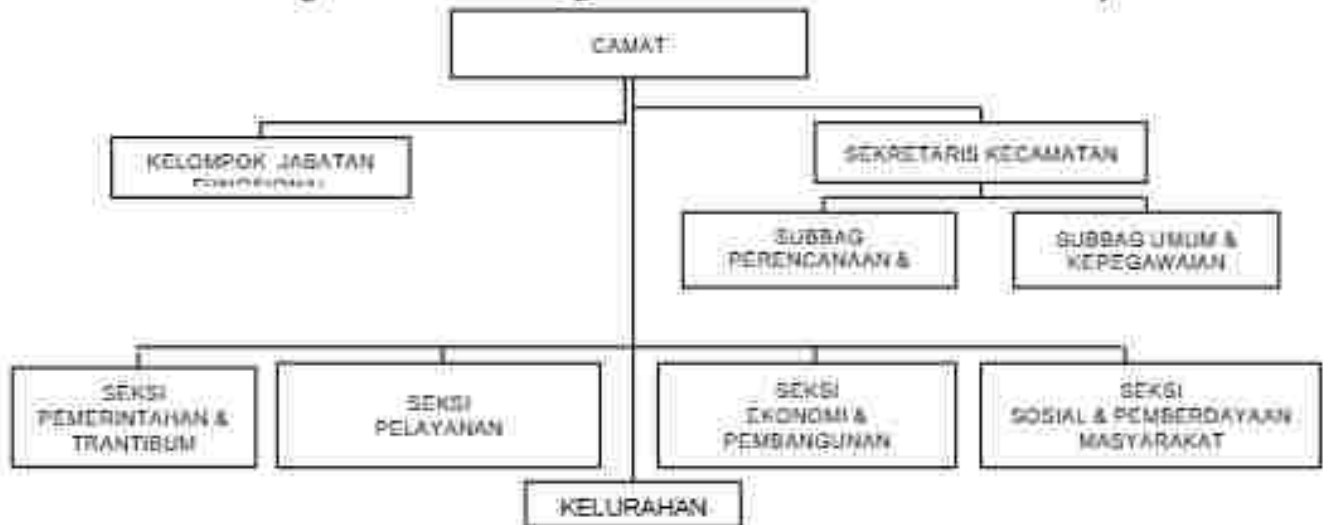 CAMAT
KELOMPOK JABATAN
FUNGSIONAL
SEKRETARIS KECAMATAN
SUBBAG
PERENCANAAN &
SUBBAG UMUM &
KEPEGAWAIAN
SEKSI
PEMERINTAHAN &
TRANTIBUM
SEKSI
PELAYANAN
SEKSI
EKONOMI &
PEMBANGUNAN
SEKSI
SOSIAL & PEMBERDAYAAN
MASYARAKAT
KELURAHAN